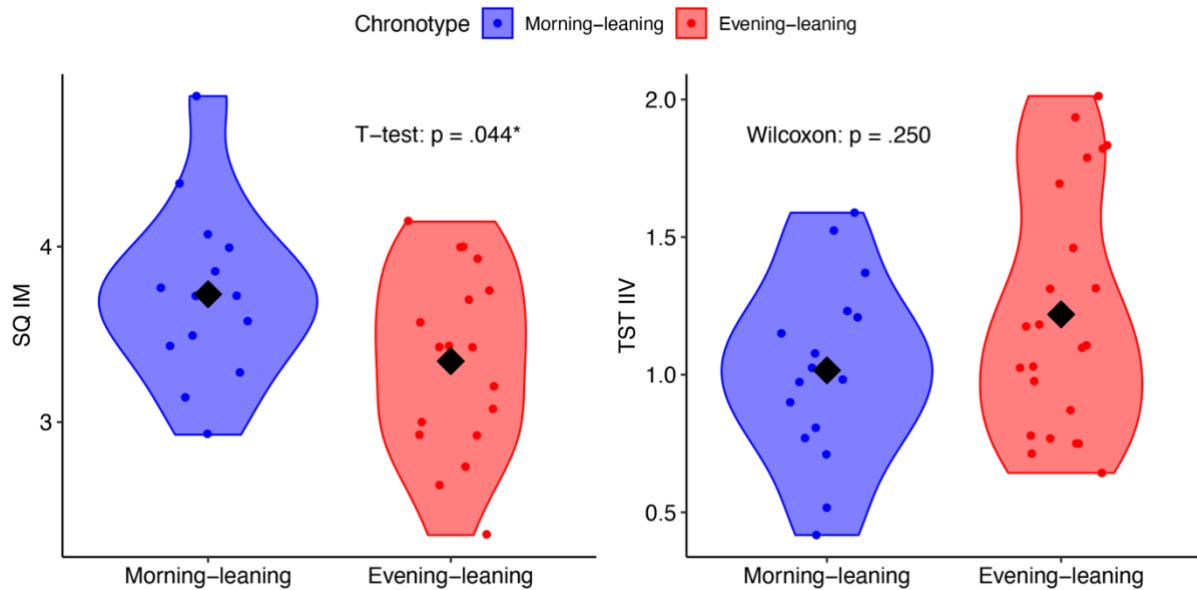 Chronotype Morning−leaning Evening−leaning
SQ IM
4
3
T−test: p = .044*
Morning−leaning Evening−leaning
TST IIV
2.0
1.5
1.0
0.5
Wilcoxon: p = .250
Morning−leaning Evening−leaning